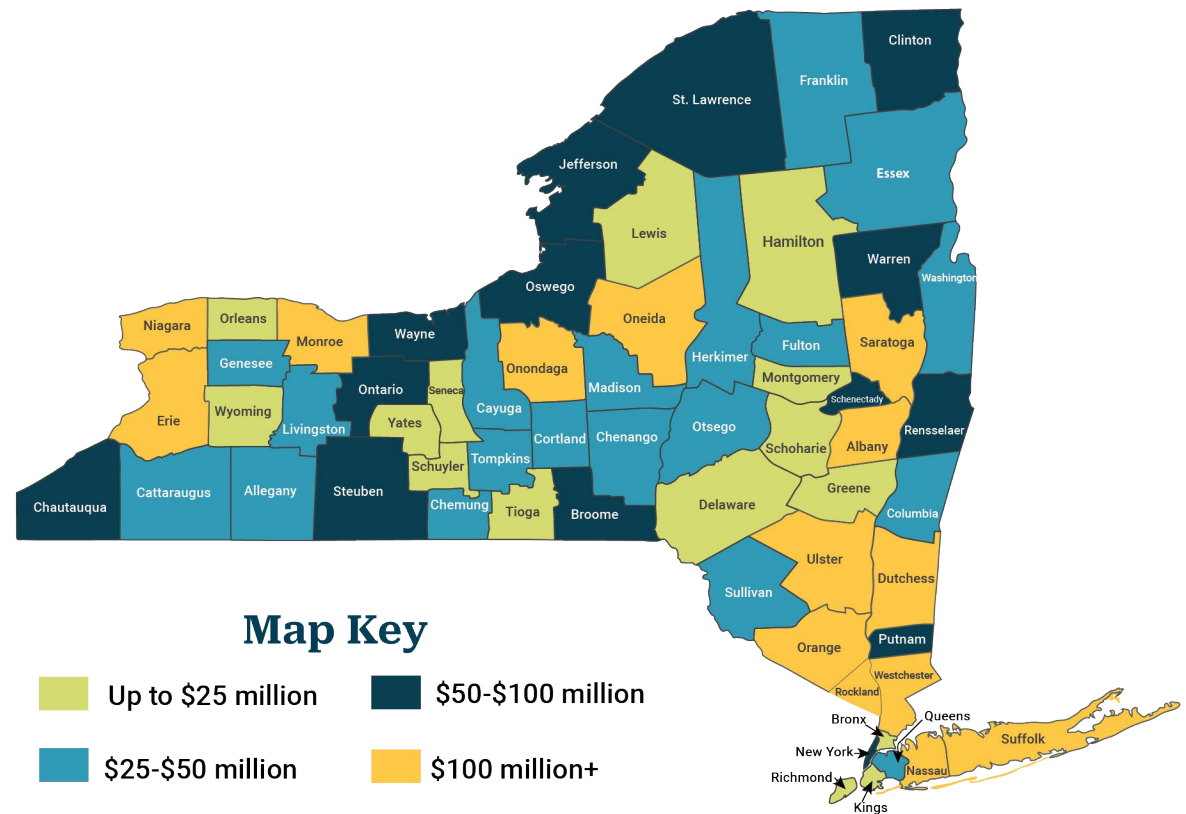 Clinton
Franklin
St. Lawrence
Jefferson
Essex
Lewis
Hamilton
Warren
Washington
Oswego
Oneida
Niagara
Orleans
Monroe
Wayne
Saratoga
Fulton
Herkimer
Genesee
Onondaga
Madison
Montgomery
Ontario
Seneca
Schenectady
Wyoming
Cayuga
Erie
Yates
Livingston
Otsego
Rensselaer
Cortland
Chenango
Albany
Schoharie
Tompkins
Schuyler
Cattaraugus
Allegany
Steuben
Greene
Chautauqua
Chemung
Tioga
Broome
Delaware
Columbia
Ulster
Dutchess
Sullivan
Map Key
Putnam
Orange
Westchester
Rockland
Up to $25 million
$50-$100 million
Bronx
Queens
Suffolk
New York
$25-$50 million
$100 million+
Nassau
Richmond
Kings